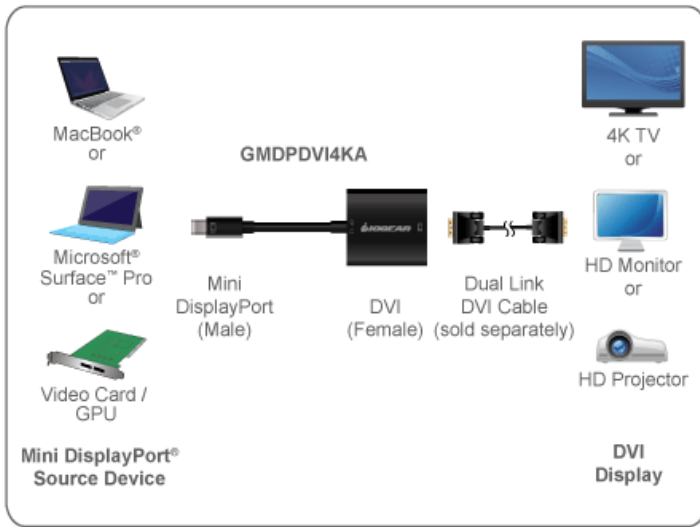 MacBook®
or
Microsoft®
Surface™ Pro
or
Video Card /
GPU
Mini DisplayPort®
Source Device
GMDPDVI4KA
IOGEAR
Mini
DisplayPort
(Male)
DVI
(Female)
Dual Link
DVI Cable
(sold separately)
4K TV
or
HD Monitor
or
HD Projector
DVI
Display